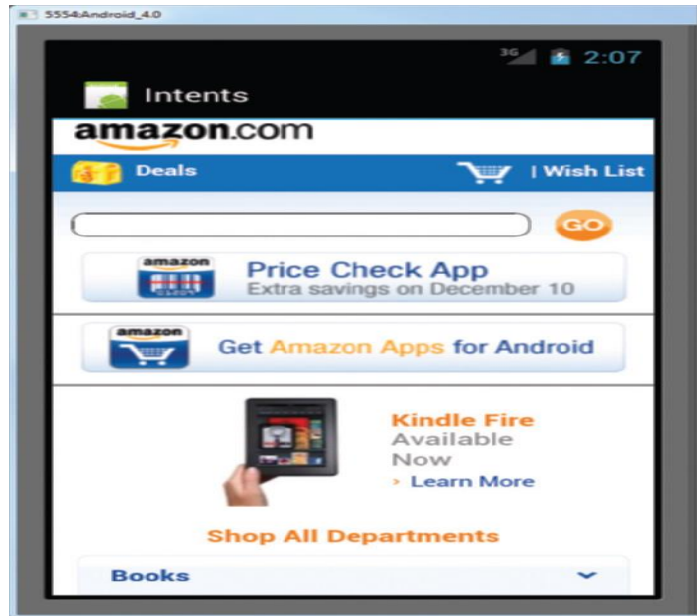 5554:Android_4.0
3G 2:07
Intents
amazon.com
Deals | Wish List
GO
amazon
Price Check App
Extra savings on December 10
amazon
Get Amazon Apps for Android
Kindle Fire
Available
Now
› Learn More
Shop All Departments
Books